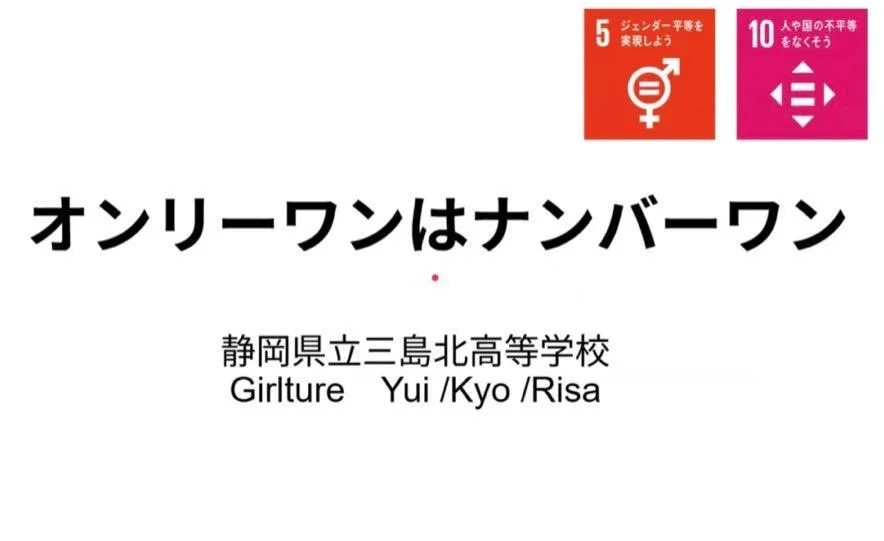 5 ジェンダー平等を
実現しよう
10 人や国の不平等
をなくそう
オンリーワンはナンバーワン
静岡県立三島北高等学校
Girlture　Yui /Kyo /Risa